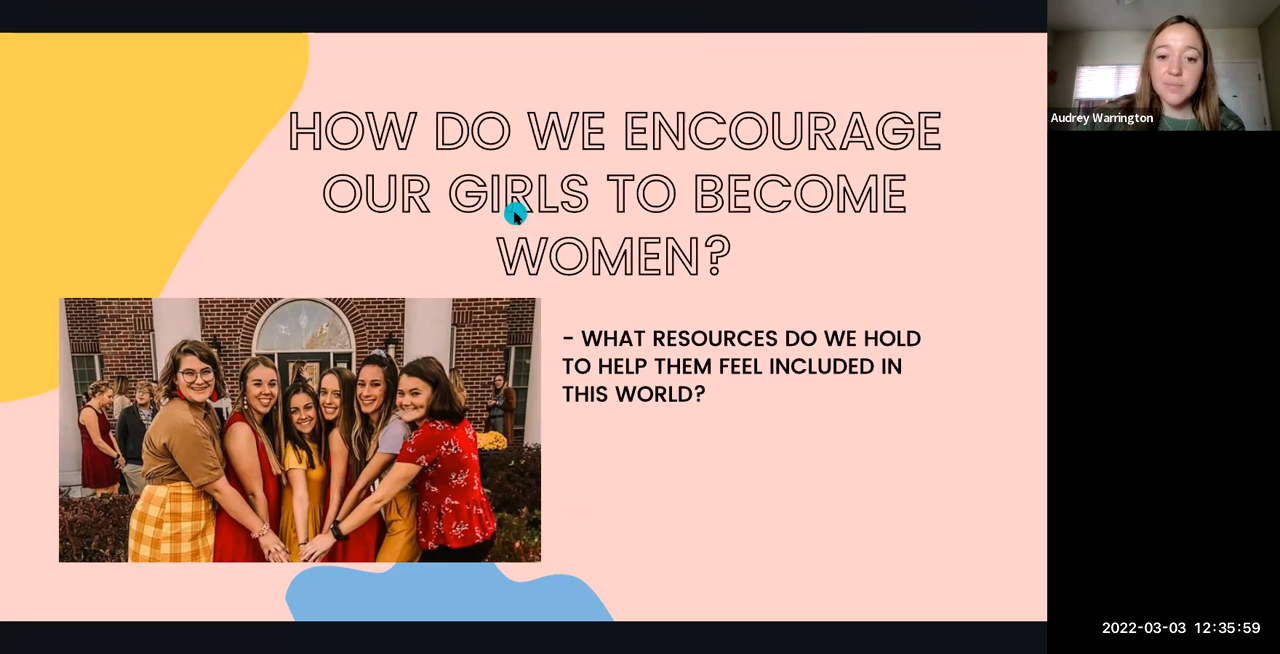 HOW DO WE ENCOURAGE
OUR GIRLS TO BECOME
WOMEN?
- WHAT RESOURCES DO WE HOLD
TO HELP THEM FEEL INCLUDED IN
THIS WORLD?
Audrey Warrington
2022-03-03 12:35:59